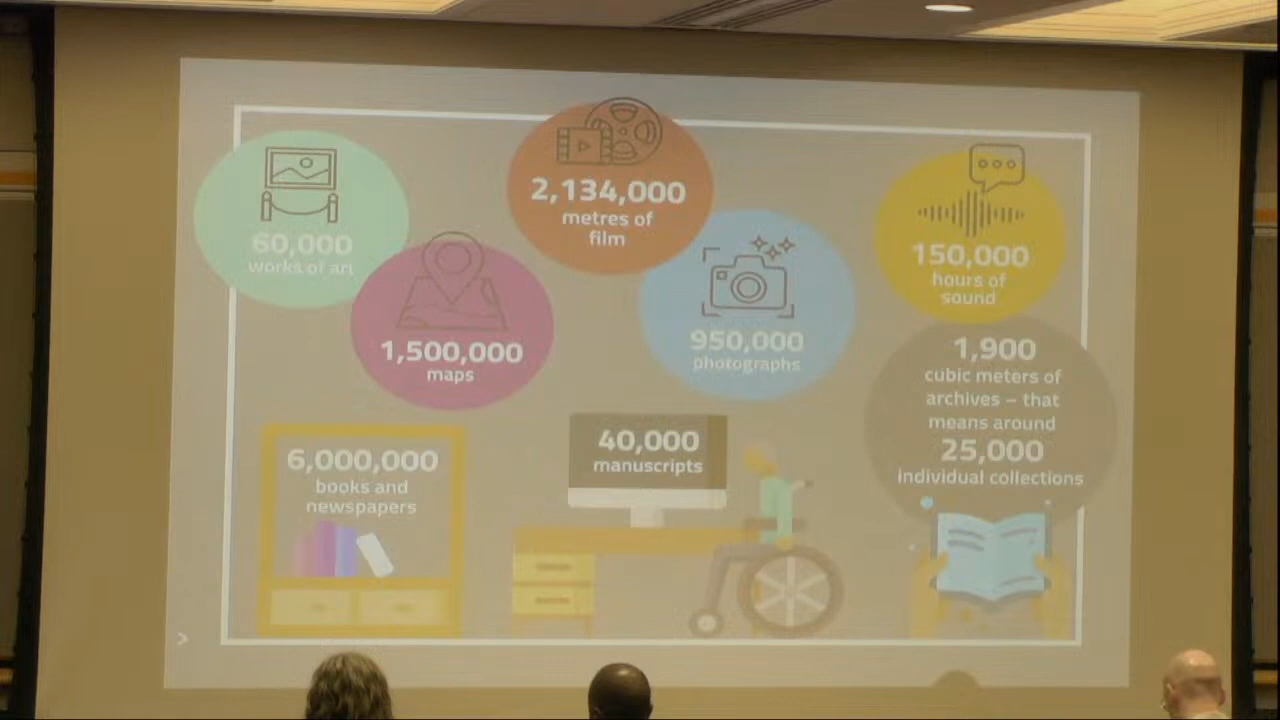 60,000
works of art
2,134,000
metres of
film
1,500,000
maps
950,000
photographs
150,000
hours of
sound
1,900
cubic meters of
archives – that
means around
25,000
individual collections
6,000,000
books and
newspapers
40,000
manuscripts
>